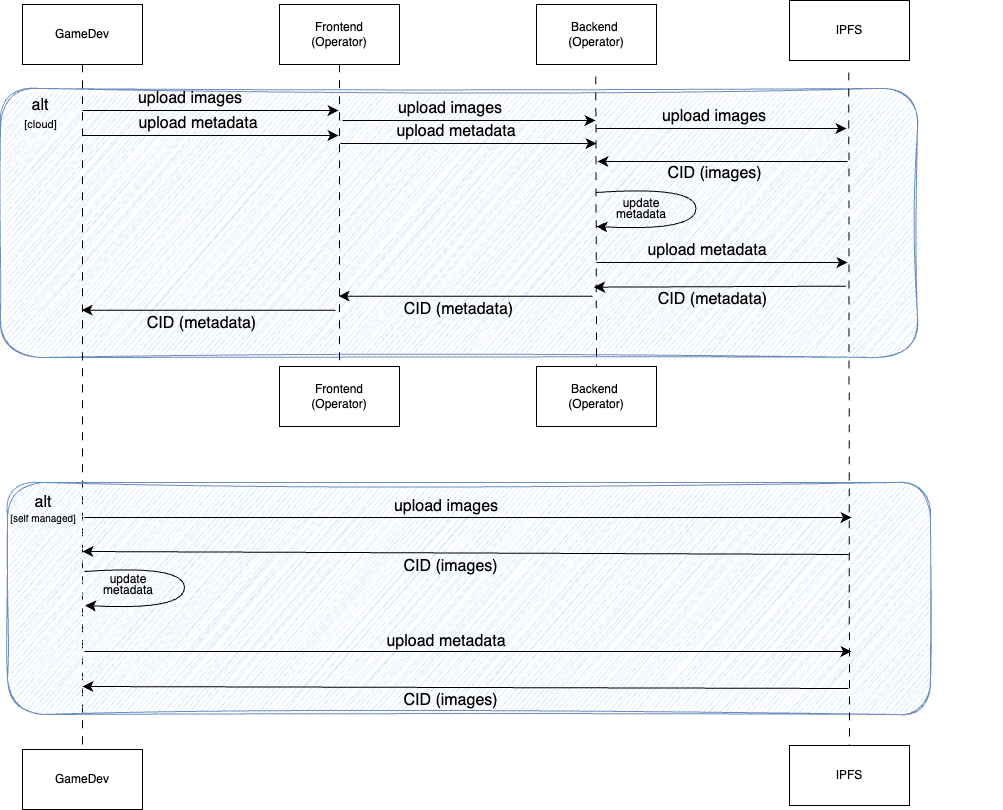 GameDev
Frontend
(Operator)
Backend
(Operator)
IPFS
alt
[cloud]
upload images
upload images
upload images
upload metadata
upload metadata
CID (images)
update
metadata
upload metadata
CID (metadata)
CID (metadata)
CID (metadata)
Frontend
(Operator)
Backend
(Operator)
alt
[self managed]
upload images
CID (images)
update
metadata
upload metadata
CID (images)
GameDev
IPFS